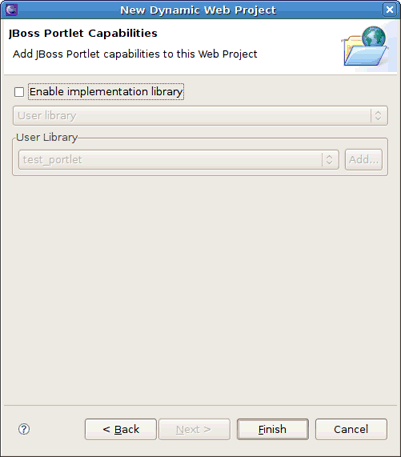 New Dynamic Web Project
JBoss Portlet Capabilities
Add JBoss Portlet capabilities to this Web Project
Enable implementation library
User library
User Library
test_portlet
Add...
?
< Back
Next >
Finish
Cancel